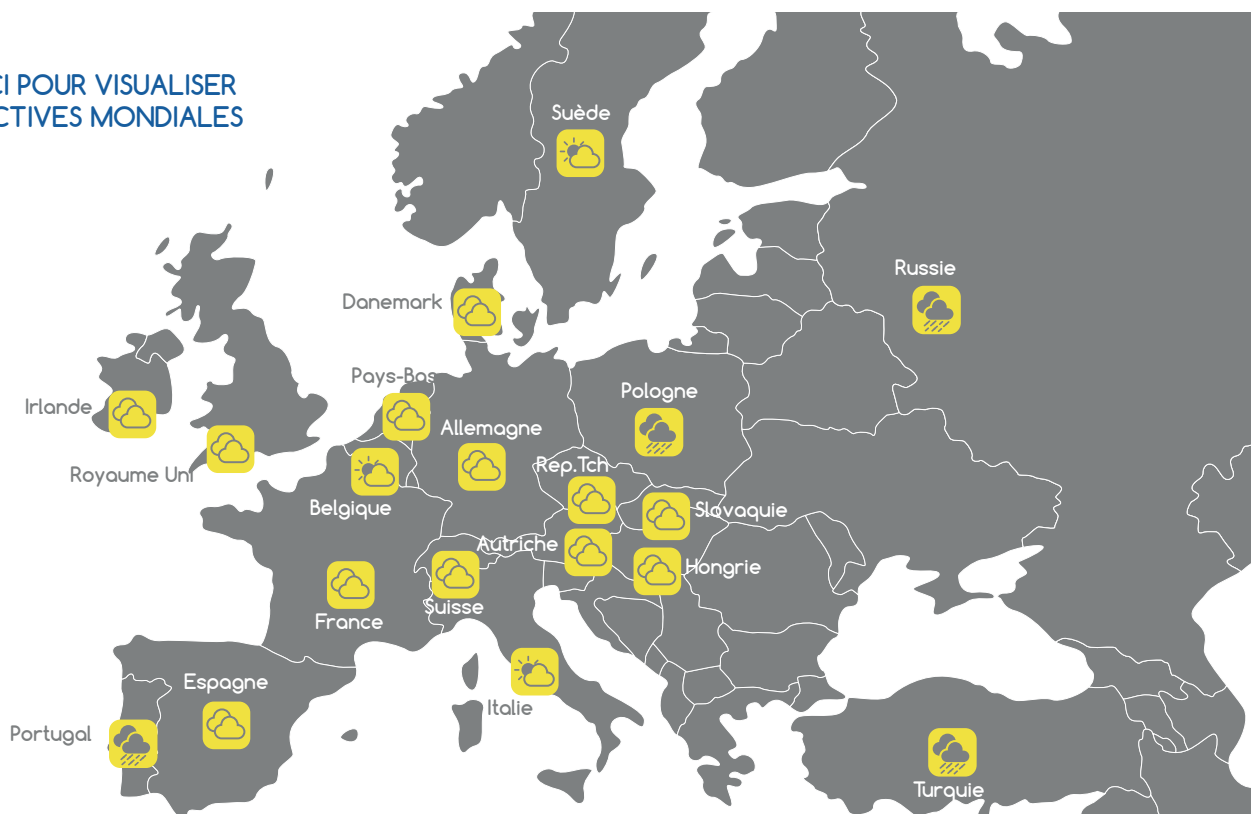 CI POUR VISUALISER
CTIVES MONDIALES
Suède
Russie
Danemark
Pays-Bas
Pologne
Irlande
Allemagne
Rep.Tch
Royaume Uni
Belgique
Slovaquie
Autriche
Hongrie
Suisse
France
Espagne
Italie
Portugal
Turquie